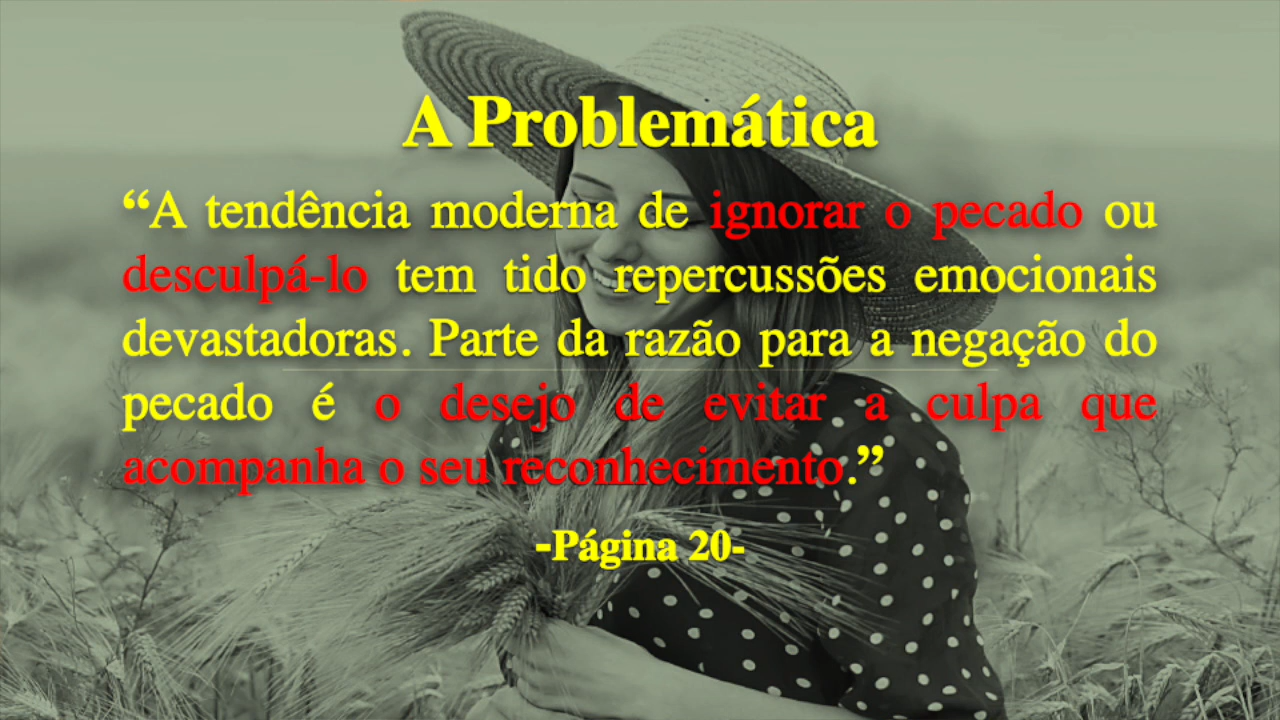 A Problemática
“A tendência moderna de ignorar o pecado ou
desculpá-lo tem tido repercussões emocionais
devastadoras. Parte da razão para a negação do
pecado é o desejo de evitar a culpa que
acompanha o seu reconhecimento.”
-Página 20-